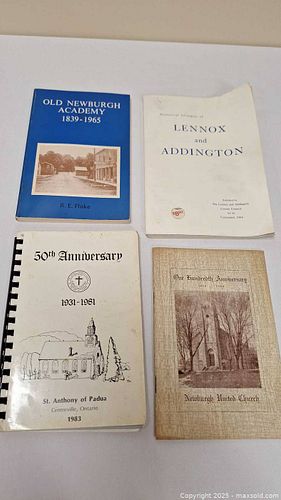 OLD NEWBURGH
ACADEMY
1839-1965
R. E. Fluke
LENNOX
and
ADDINGTON
50th Anniversary
1931-1981
St. Anthony of Padua
Centreville, Ontario
1983
One Hundredth Anniversary
Newburgh United Church
Copyright 2025 - maxsold.com